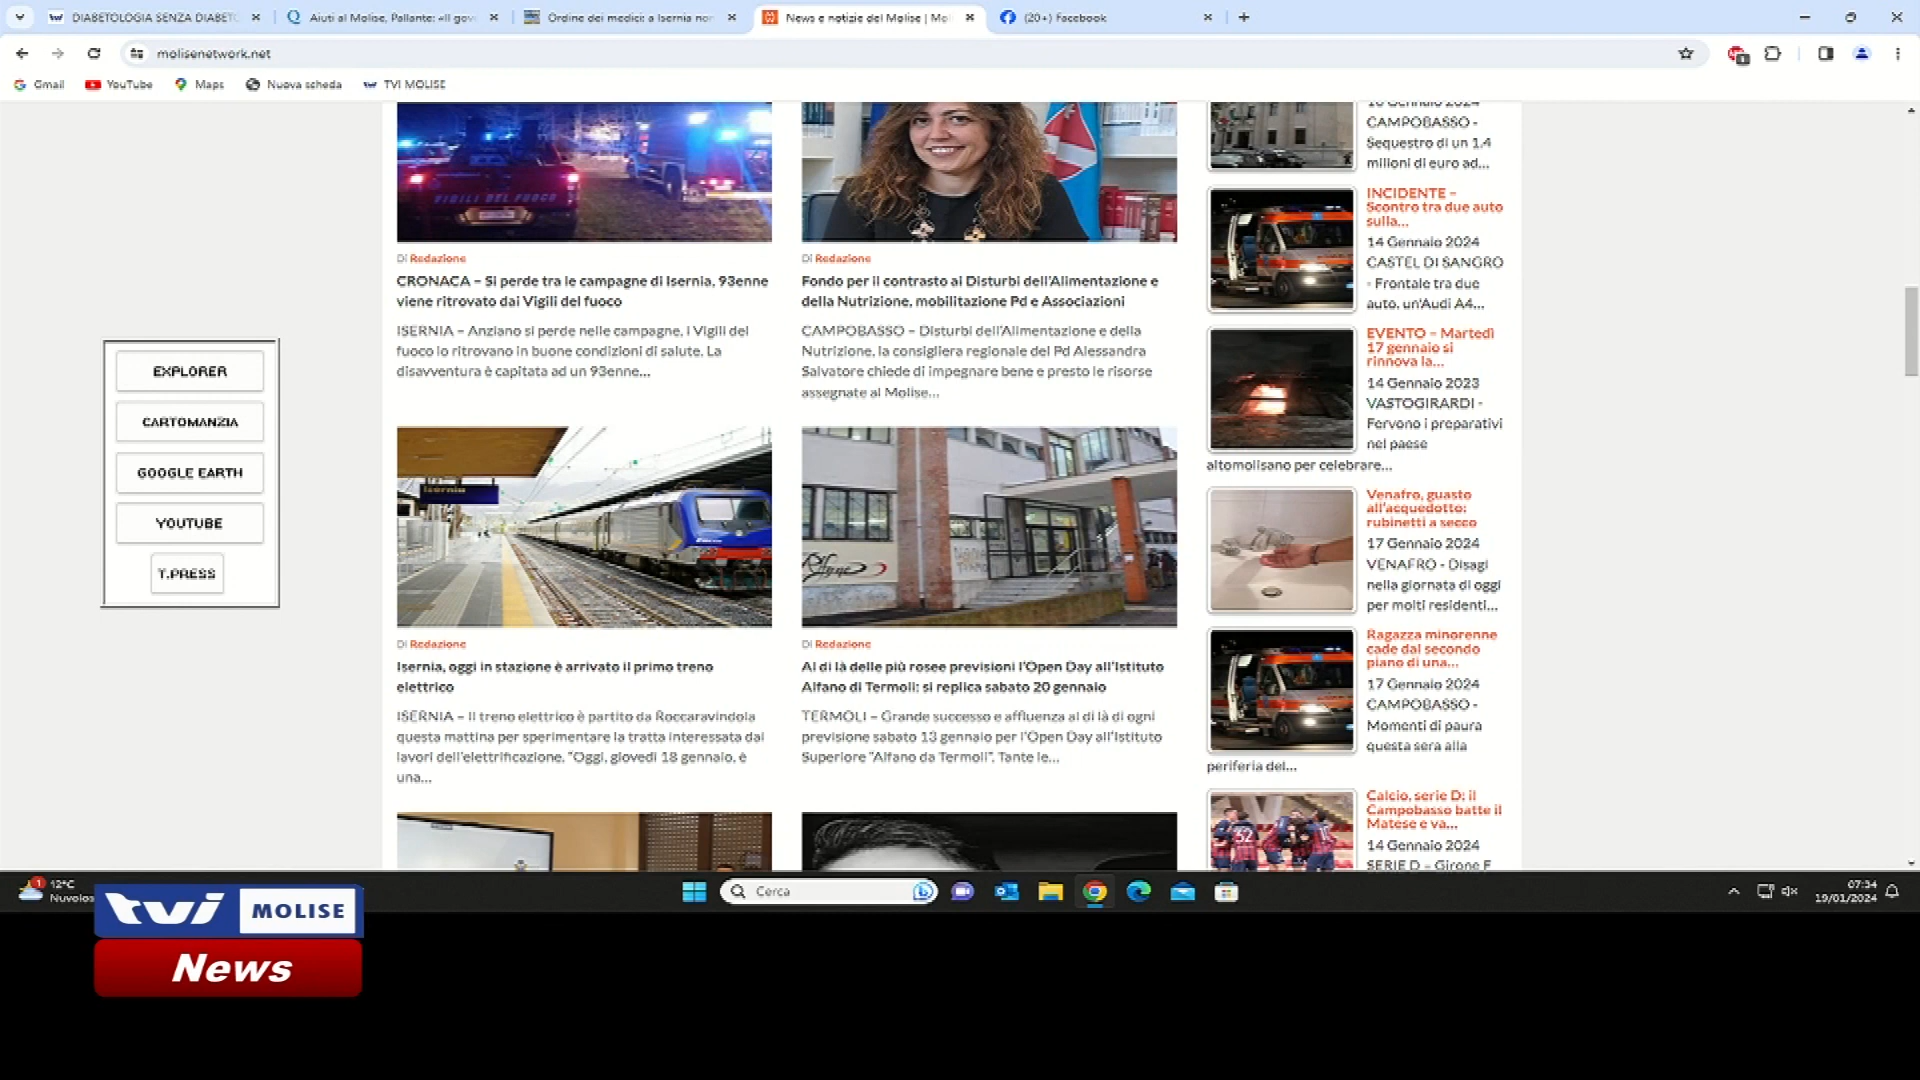 DIABETOLOGIA SENZA DIABET
Aiuti al Molise, Pallante: «Il gov
Ordine dei medici: a Isernia nor
News e notizie del Molise | Mol
(20+) Facebook
molisenetwork.net
Gmail
YouTube
Maps
Nuova scheda
TVI MOLISE
VIGILI DEL FUOCO
Di Redazione
CRONACA – Si perde tra le campagne di Isernia, 93enne
viene ritrovato dai Vigili del fuoco
ISERNIA – Anziano si perde nelle campagne, i Vigili del
fuoco lo ritrovano in buone condizioni di salute. La
disavventura è capitata ad un 93enne...
Di Redazione
Fondo per il contrasto ai Disturbi dell'Alimentazione e
della Nutrizione, mobilitazione Pd e Associazioni
CAMPOBASSO – Disturbi dell'Alimentazione e della
Nutrizione, la consigliera regionale del Pd Alessandra
Salvatore chiede di impegnare bene e presto le risorse
assegnate al Molise...
Isernia
Di Redazione
Isernia, oggi in stazione è arrivato il primo treno
elettrico
ISERNIA – Il treno elettrico è partito da Roccaravindola
questa mattina per sperimentare la tratta interessata dai
lavori dell'elettrificazione. "Oggi, giovedì 18 gennaio, è
una...
Di Redazione
Al di là delle più rosee previsioni l'Open Day all'Istituto
Alfano di Termoli: si replica sabato 20 gennaio
TERMOLI – Grande successo e affluenza al di là di ogni
previsione sabato 13 gennaio per l'Open Day all'Istituto
Superiore "Alfano da Termoli". Tante le...
Gennaio 2024
CAMPOBASSO -
Sequestro di un 1.4
milioni di euro ad...
INCIDENTE –
Scontro tra due auto
sulla...
14 Gennaio 2024
CASTEL DI SANGRO
- Frontale tra due
auto, un'Audi A4...
EVENTO – Martedì
17 gennaio si
rinnova la...
14 Gennaio 2023
VASTOGIRARDI -
Fervono i preparativi
nel paese
altomolisano per celebrare...
Venafro, guasto
all'acquedotto:
rubinetti a secco
17 Gennaio 2024
VENAFRO - Disagi
nella giornata di oggi
per molti residenti...
Ragazza minorenne
cade dal secondo
piano di una...
17 Gennaio 2024
CAMPOBASSO -
Momenti di paura
questa sera alla
periferia del...
Calcio, serie D: il
Campobasso batte il
Matese e va...
14 Gennaio 2024
SERIE D – Girone F
EXPLORER
CARTOMANZIA
GOOGLE EARTH
YOUTUBE
T.PRESS
1
12°C
Nuvolos
Cerca
07:34
19/01/2024
tvi MOLISE
News